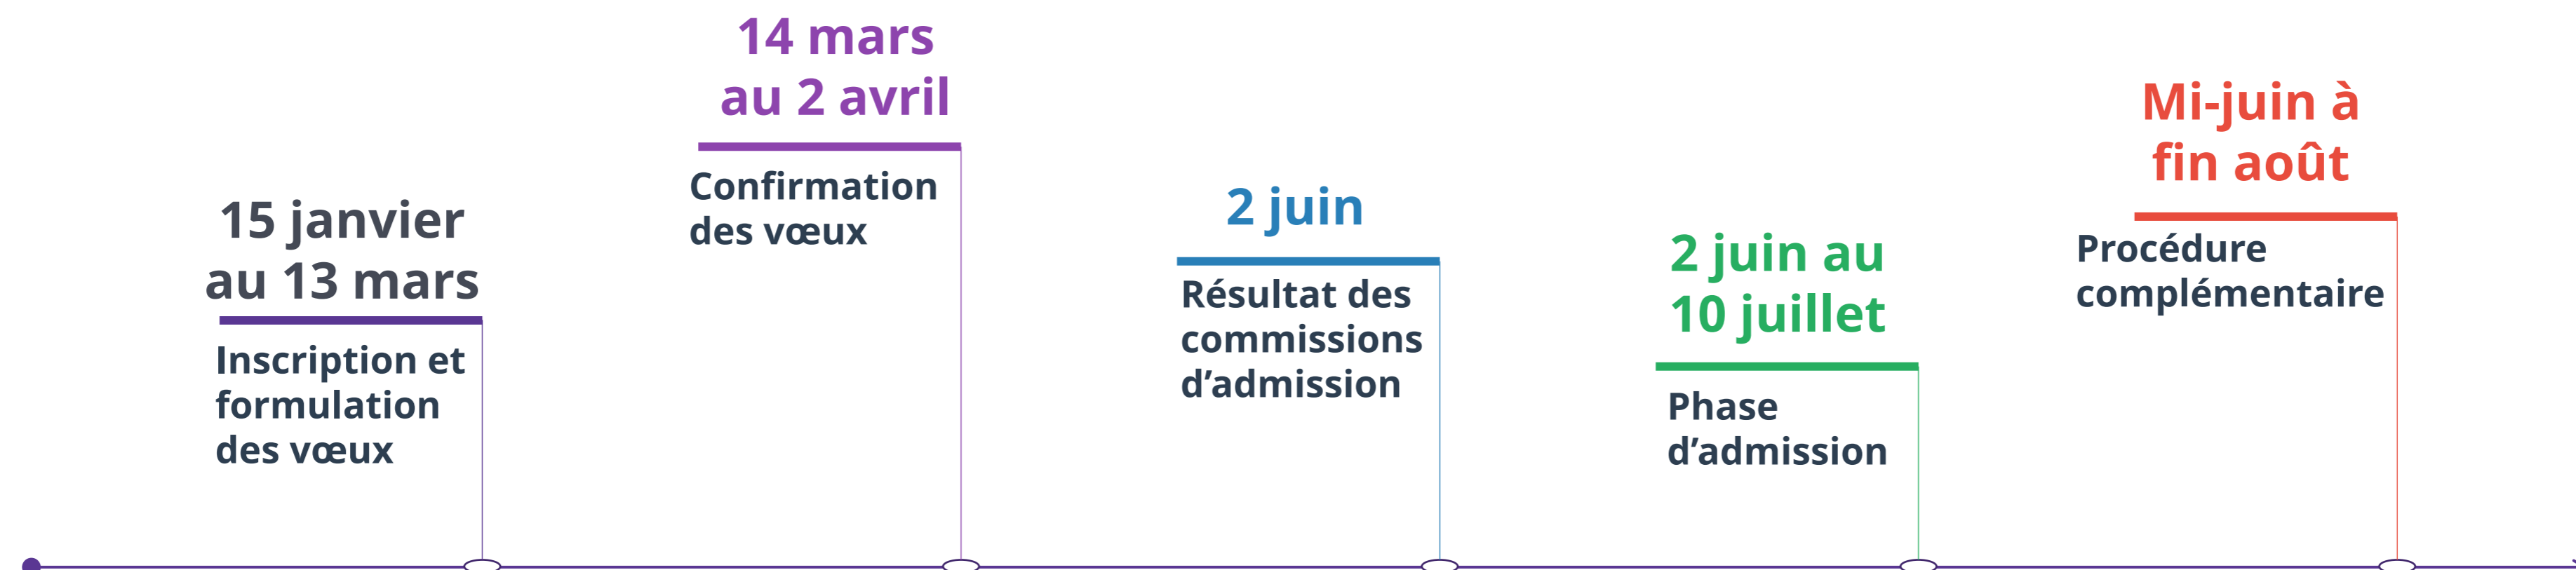 15 janvier
au 13 mars
Inscription et
formulation
des vœux
14 mars
au 2 avril
Confirmation
des vœux
2 juin
Résultat des
commissions
d’admission
2 juin au
10 juillet
Phase
d’admission
Mi-juin à
fin août
Procédure
complémentaire